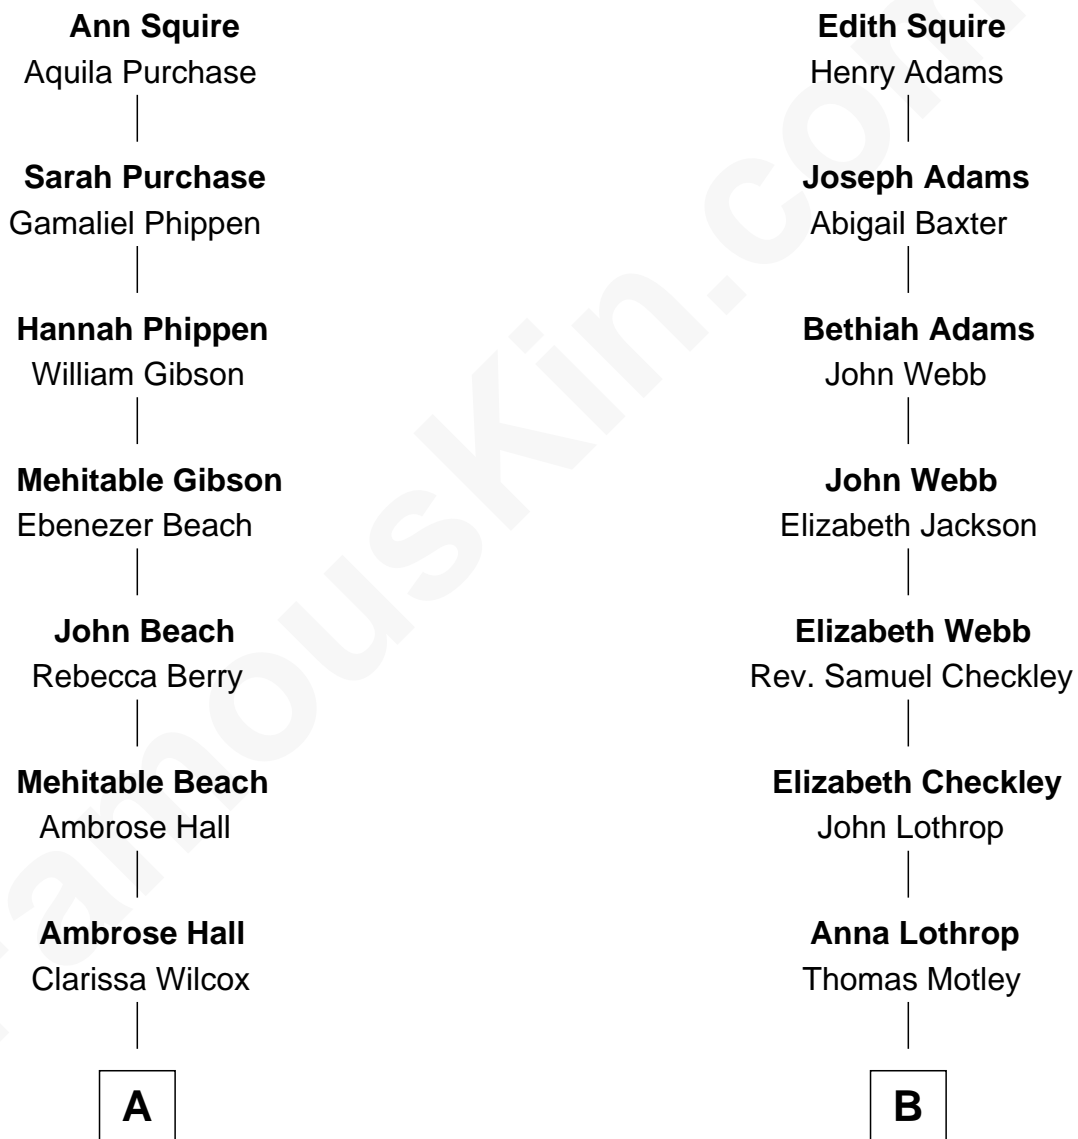 Ann Squire
Aquila Purchase
Sarah Purchase
Gamaliel Phippen
Hannah Phippen
William Gibson
Mehitable Gibson
Ebenezer Beach
John Beach
Rebecca Berry
Mehitable Beach
Ambrose Hall
Ambrose Hall
Clarissa Wilcox
A
Edith Squire
Henry Adams
Joseph Adams
Abigail Baxter
Bethiah Adams
John Webb
John Webb
Elizabeth Jackson
Elizabeth Webb
Rev. Samuel Checkley
Elizabeth Checkley
John Lothrop
Anna Lothrop
Thomas Motley
B
FamousKin.com